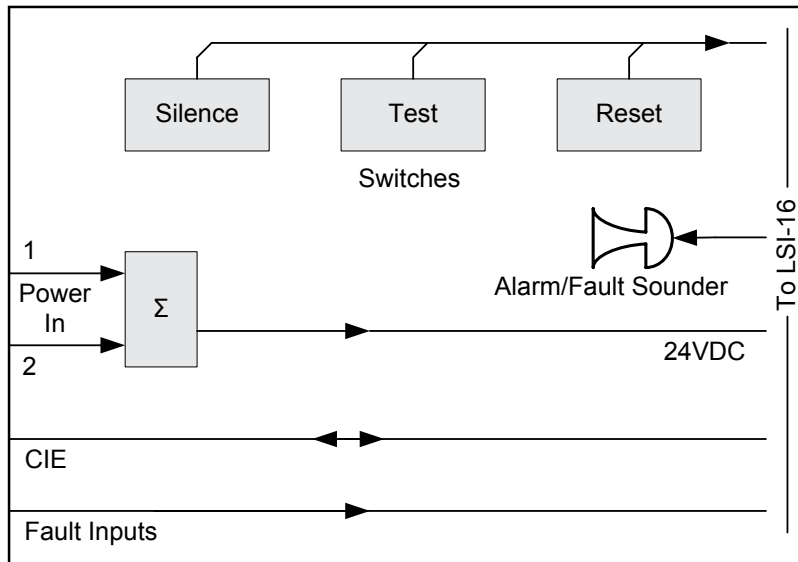 Silence
Test
Reset
Switches
To LSI-16
1
Power
In
2
Σ
Alarm/Fault Sounder
24VDC
CIE
Fault Inputs